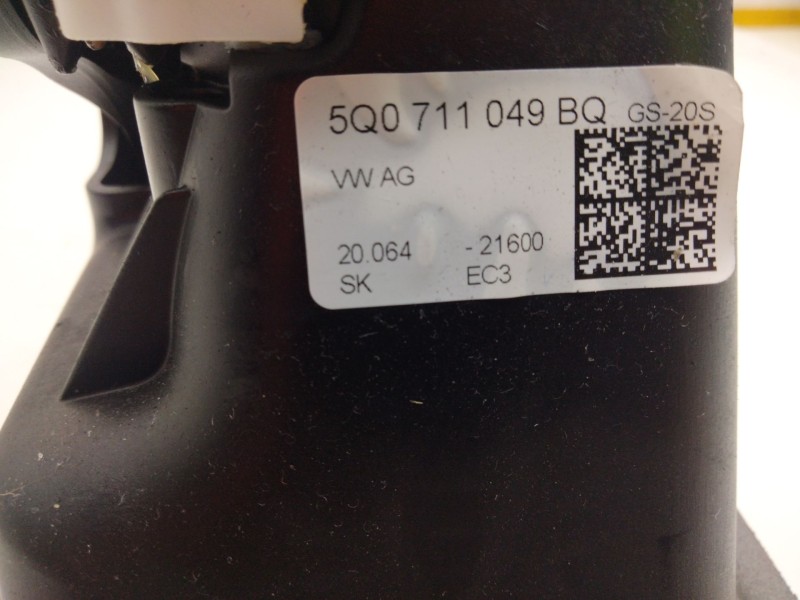 5Q0 711 049 BQ GS-20S
VW AG
20.064 - 21600
SK EC3